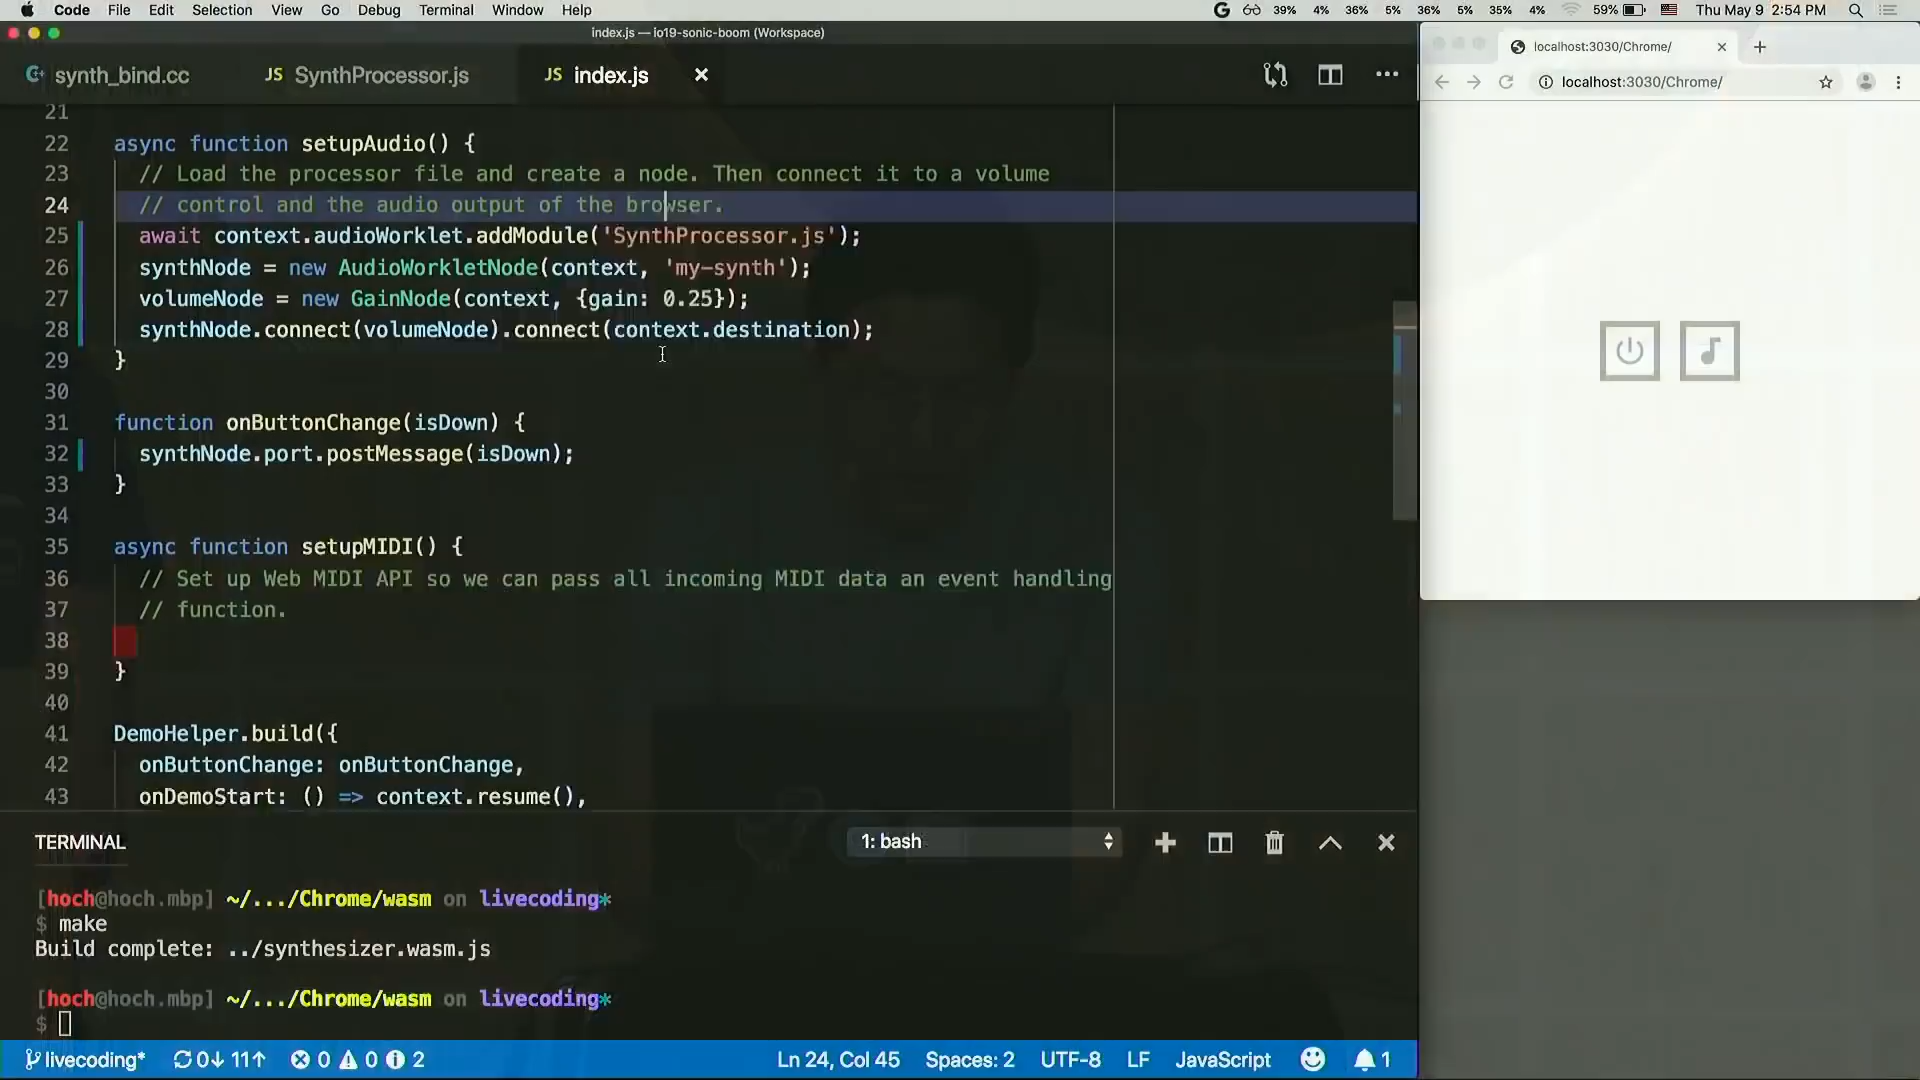 Code File Edit Selection View Go Debug Terminal Window Help
39% 4% 36% 5% 36% 5% 35% 4% 59% Thu May 9 2:54 PM
index.js — io19-sonic-boom (Workspace)
synth_bind.cc
JS SynthProcessor.js
JS index.js
localhost:3030/Chrome/
localhost:3030/Chrome/
21
22 async function setupAudio() {
23 // Load the processor file and create a node. Then connect it to a volume
24 // control and the audio output of the browser.
25 await context.audioWorklet.addModule('SynthProcessor.js');
26 synthNode = new AudioWorkletNode(context, 'my-synth');
27 volumeNode = new GainNode(context, {gain: 0.25});
28 synthNode.connect(volumeNode).connect(context.destination);
29 }
30
31 function onButtonChange(isDown) {
32 synthNode.port.postMessage(isDown);
33 }
34
35 async function setupMIDI() {
36 // Set up Web MIDI API so we can pass all incoming MIDI data an event handling
37 // function.
38
39 }
40
41 DemoHelper.build({
42 onButtonChange: onButtonChange,
43 onDemoStart: () => context.resume(),
TERMINAL
1: bash
[hoch@hoch.mbp] ~/.../Chrome/wasm on livecoding*
$ make
Build complete: ../synthesizer.wasm.js
[hoch@hoch.mbp] ~/.../Chrome/wasm on livecoding*
$
livecoding* 0↓ 11↑ 0 0 2
Ln 24, Col 45 Spaces: 2 UTF-8 LF JavaScript 1